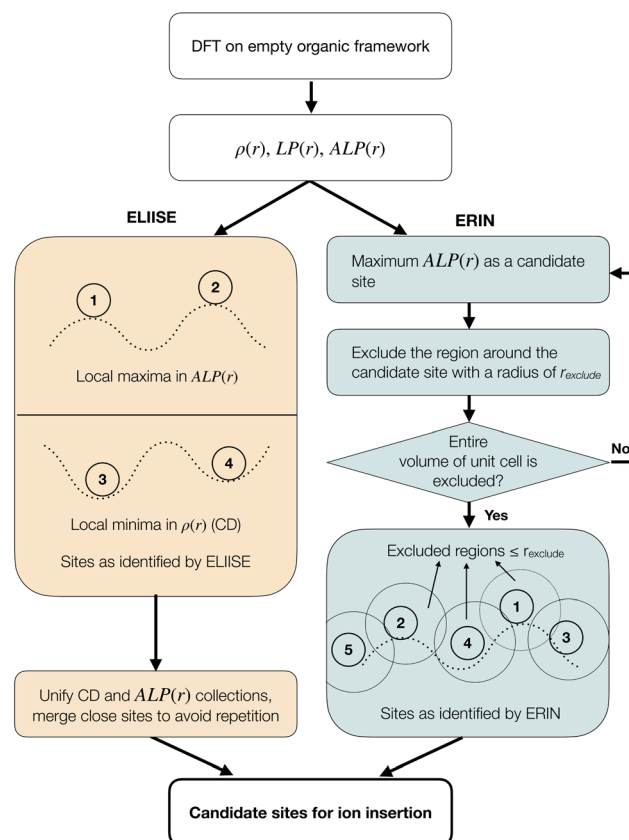 DFT on empty organic framework
ρ(r), LP(r), ALP(r)
ELIISE
1
2
Local maxima in ALP(r)
3
4
Local minima in ρ(r) (CD)
Sites as identified by ELIISE
Unify CD and ALP(r) collections,
merge close sites to avoid repetition
ERIN
Maximum ALP(r) as a candidate
site
Exclude the region around the
candidate site with a radius of r_exclude
Entire
volume of unit cell is
excluded?
No
Yes
Excluded regions ≤ r_exclude
5
2
4
1
3
Sites as identified by ERIN
Candidate sites for ion insertion